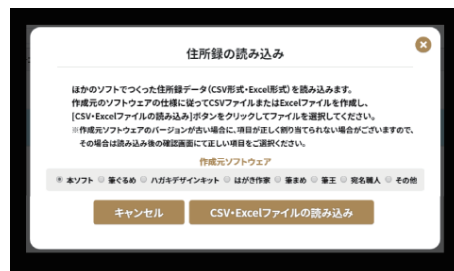 住所録の読み込み
ほかのソフトでつくった住所録データ(CSV形式・Excel形式)を読み込みます。
作成元のソフトウェアの仕様に従ってCSVファイルまたはExcelファイルを作成し、
[CSV・Excelファイルの読み込み]ボタンをクリックしてファイルを選択してください。
※作成元ソフトウェアのバージョンが古い場合に、項目が正しく割り当てられない場合がございますので、
その場合は読み込み後の確認画面にて正しい項目をご選択ください。
作成元ソフトウェア
本ソフト 筆ぐるめ ハガキデザインキット はがき作家 筆まめ 筆王 宛名職人 その他
キャンセル CSV・Excelファイルの読み込み